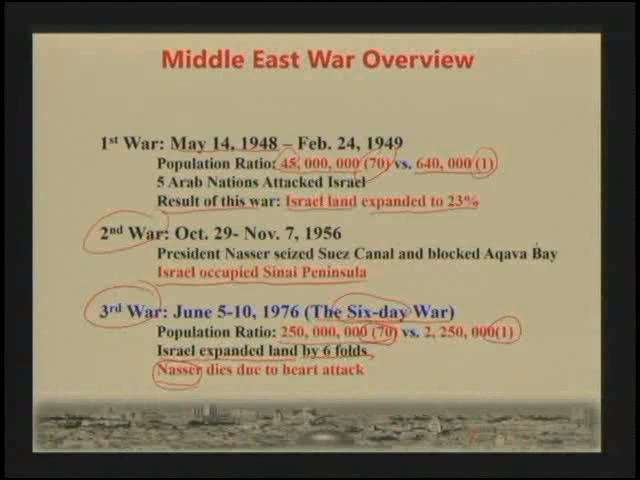 Middle East War Overview
1st War: May 14, 1948 – Feb. 24, 1949
Population Ratio: 45, 000, 000 (70) vs. 640, 000 (1)
5 Arab Nations Attacked Israel
Result of this war: Israel land expanded to 23%
2nd War: Oct. 29- Nov. 7, 1956
President Nasser seized Suez Canal and blocked Aqava Bay
Israel occupied Sinai Peninsula
3rd War: June 5-10, 1976 (The Six-day War)
Population Ratio: 250, 000, 000 (70) vs. 2, 250, 000(1)
Israel expanded land by 6 folds
Nasser dies due to heart attack